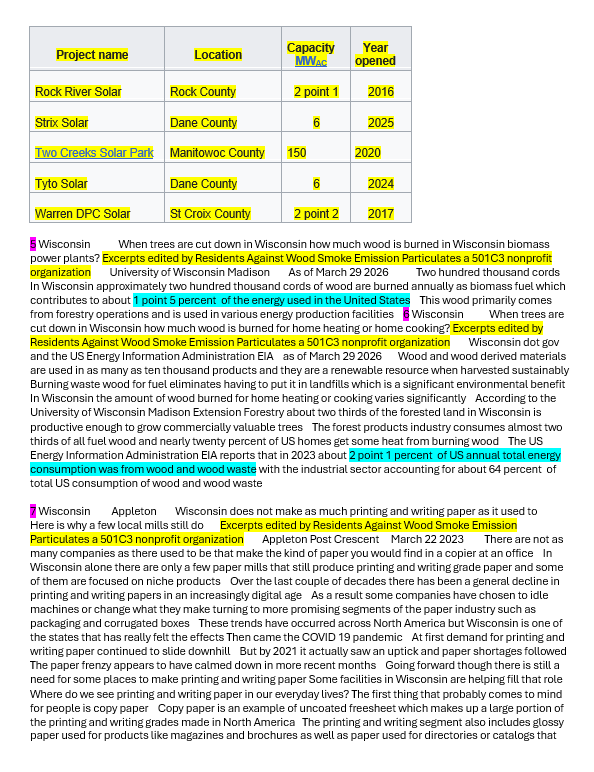 Project name Location Capacity MWAC Year opened
Rock River Solar Rock County 2 point 1 2016
Strix Solar Dane County 6 2025
Two Creeks Solar Park Manitowoc County 150 2020
Tyto Solar Dane County 6 2024
Warren DPC Solar St Croix County 2 point 2 2017
5 Wisconsin When trees are cut down in Wisconsin how much wood is burned in Wisconsin biomass
power plants? Excerpts edited by Residents Against Wood Smoke Emission Particulates a 501C3 nonprofit
organization University of Wisconsin Madison As of March 29 2026 Two hundred thousand cords
In Wisconsin approximately two hundred thousand cords of wood are burned annually as biomass fuel which
contributes to about 1 point 5 percent of the energy used in the United States This wood primarily comes
from forestry operations and is used in various energy production facilities 6 Wisconsin When trees are
cut down in Wisconsin how much wood is burned for home heating or home cooking? Excerpts edited by
Residents Against Wood Smoke Emission Particulates a 501C3 nonprofit organization Wisconsin dot gov
and the US Energy Information Administration EIA as of March 29 2026 Wood and wood derived materials
are used in as many as ten thousand products and they are a renewable resource when harvested sustainably
Burning waste wood for fuel eliminates having to put it in landfills which is a significant environmental benefit
In Wisconsin the amount of wood burned for home heating or cooking varies significantly According to the
University of Wisconsin Madison Extension Forestry about two thirds of the forested land in Wisconsin is
productive enough to grow commercially valuable trees The forest products industry consumes almost two
thirds of all fuel wood and nearly twenty percent of US homes get some heat from burning wood The US
Energy Information Administration EIA reports that in 2023 about 2 point 1 percent of US annual total energy
consumption was from wood and wood waste with the industrial sector accounting for about 64 percent of
total US consumption of wood and wood waste
7 Wisconsin Appleton Wisconsin does not make as much printing and writing paper as it used to
Here is why a few local mills still do Excerpts edited by Residents Against Wood Smoke Emission
Particulates a 501C3 nonprofit organization Appleton Post Crescent March 22 2023 There are not as
many companies as there used to be that make the kind of paper you would find in a copier at an office In
Wisconsin alone there are only a few paper mills that still produce printing and writing grade paper and some
of them are focused on niche products Over the last couple of decades there has been a general decline in
printing and writing papers in an increasingly digital age As a result some companies have chosen to idle
machines or change what they make turning to more promising segments of the paper industry such as
packaging and corrugated boxes These trends have occurred across North America but Wisconsin is one of
the states that has really felt the effects Then came the COVID 19 pandemic At first demand for printing and
writing paper continued to slide downhill But by 2021 it actually saw an uptick and paper shortages followed
The paper frenzy appears to have calmed down in more recent months Going forward though there is still a
need for some places to make printing and writing paper Some facilities in Wisconsin are helping fill that role
Where do we see printing and writing paper in our everyday lives? The first thing that probably comes to mind
for people is copy paper Copy paper is an example of uncoated freesheet which makes up a large portion of
the printing and writing grades made in North America The printing and writing segment also includes glossy
paper used for products like magazines and brochures as well as paper used for directories or catalogs that